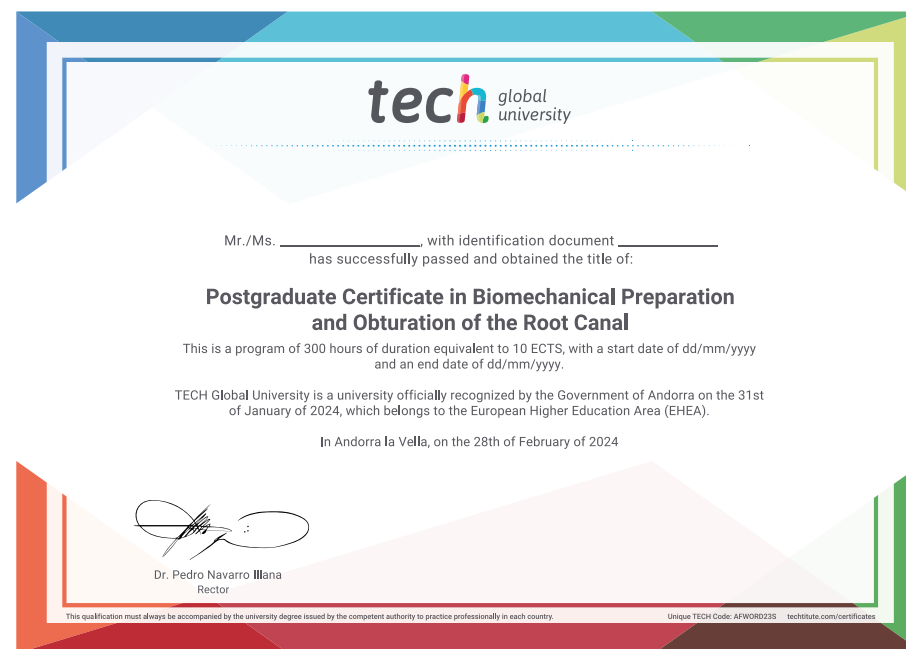 tech global
university
Mr./Ms. ____________, with identification document ____________
has successfully passed and obtained the title of:
Postgraduate Certificate in Biomechanical Preparation
and Obturation of the Root Canal
This is a program of 300 hours of duration equivalent to 10 ECTS, with a start date of dd/mm/yyyy
and an end date of dd/mm/yyyy.
TECH Global University is a university officially recognized by the Government of Andorra on the 31st
of January of 2024, which belongs to the European Higher Education Area (EHEA).
In Andorra la Vella, on the 28th of February of 2024
Dr. Pedro Navarro Illana
Rector
This qualification must always be accompanied by the university degree issued by the competent authority to practice professionally in each country.
Unique TECH Code: AFWORD23S techtitute.com/certificates